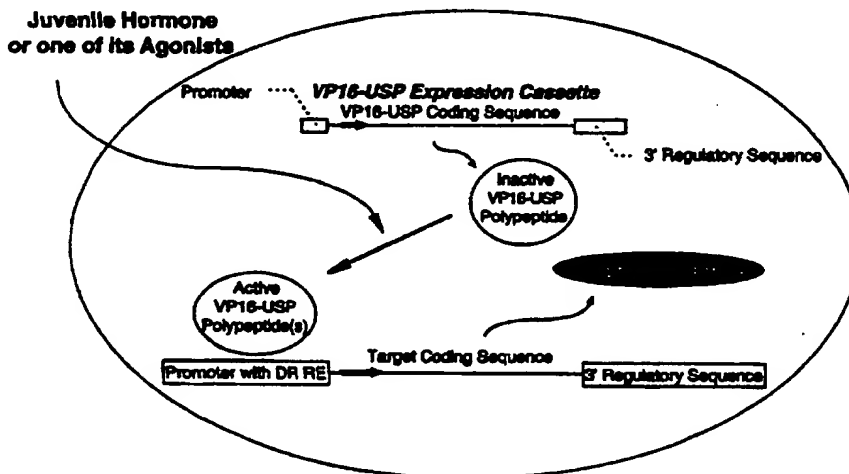 Juvenile Hormone
or one of its Agonists
Promoter
VP16-USP Expression Cassette
VP16-USP Coding Sequence
3' Regulatory Sequence
Inactive
VP16-USP
Polypeptide
Active
VP16-USP
Polypeptide(s)
Target Coding Sequence
Promoter with DR RE
3' Regulatory Sequence